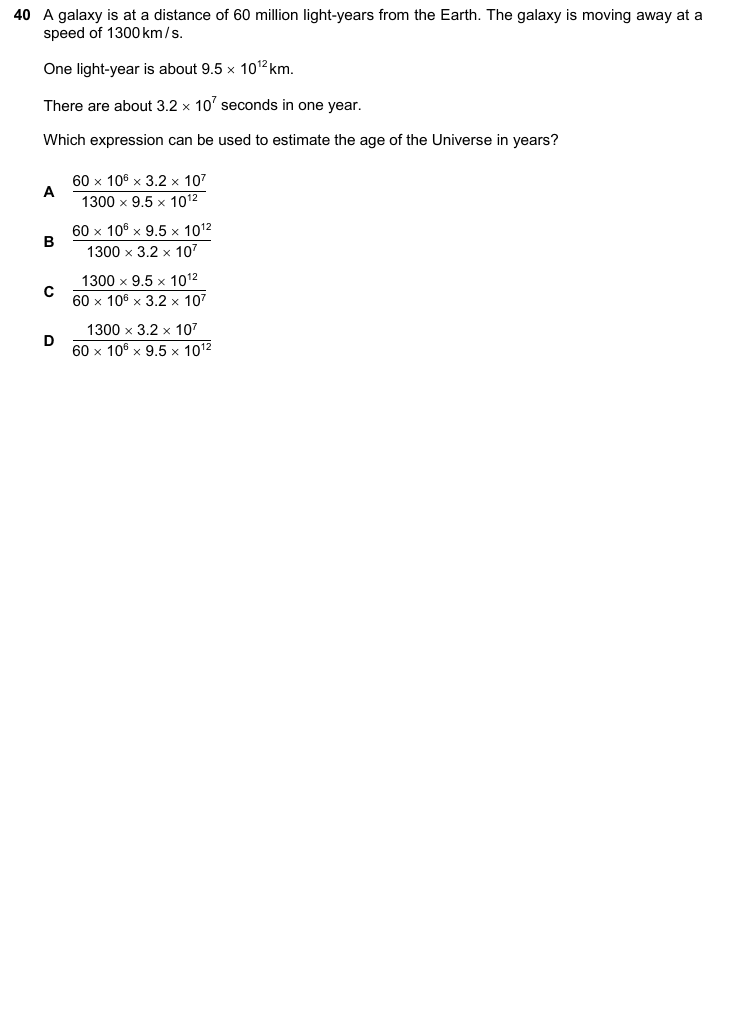 40 A galaxy is at a distance of 60 million light-years from the Earth. The galaxy is moving away at a
speed of 1300 km / s.
One light-year is about 9.5 × 10¹² km.
There are about 3.2 × 10⁷ seconds in one year.
Which expression can be used to estimate the age of the Universe in years?
A
60 × 10⁶ × 3.2 × 10⁷
1300 × 9.5 × 10¹²
B
60 × 10⁶ × 9.5 × 10¹²
1300 × 3.2 × 10⁷
C
1300 × 9.5 × 10¹²
60 × 10⁶ × 3.2 × 10⁷
D
1300 × 3.2 × 10⁷
60 × 10⁶ × 9.5 × 10¹²